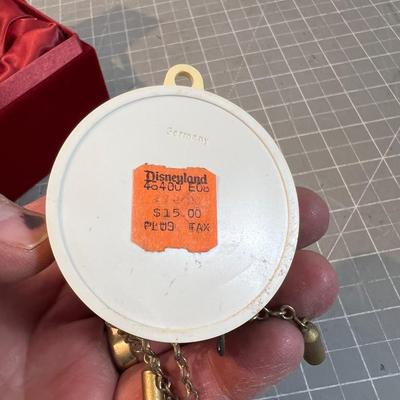 Germany
Disneyland
46400 E06
$15.00
PLUS TAX